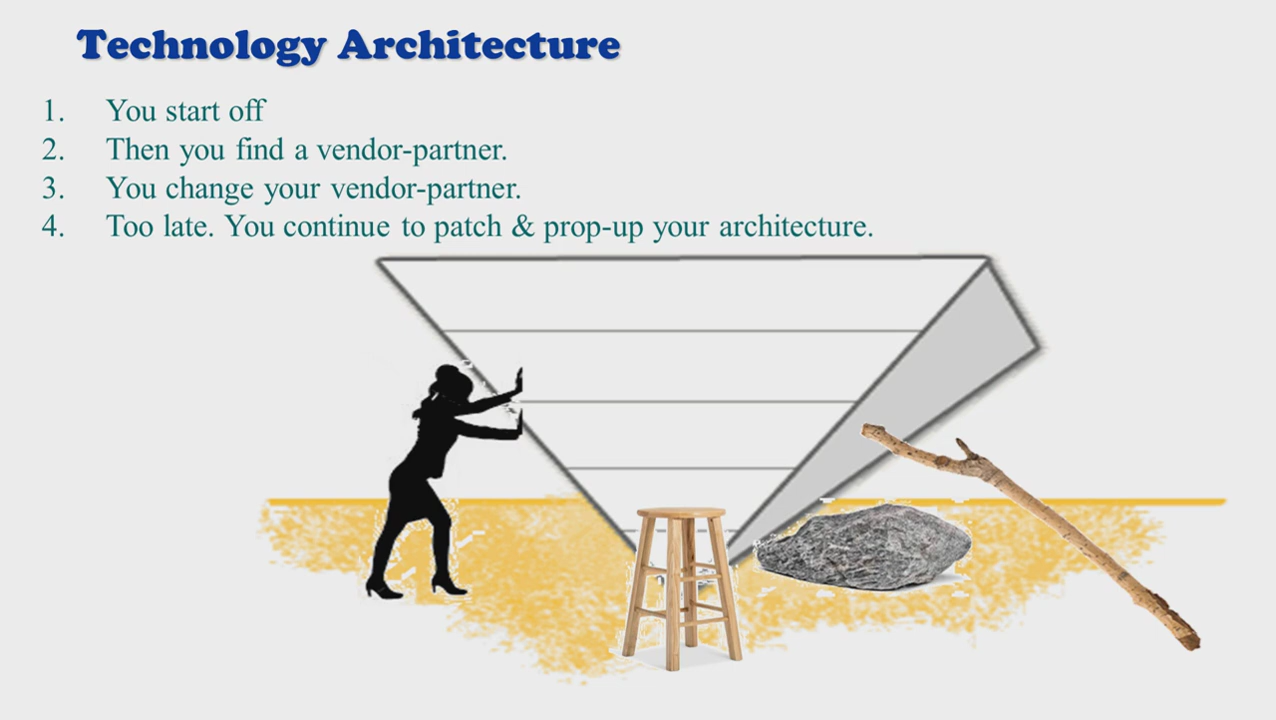 Technology Architecture
1. You start off
2. Then you find a vendor-partner.
3. You change your vendor-partner.
4. Too late. You continue to patch & prop-up your architecture.